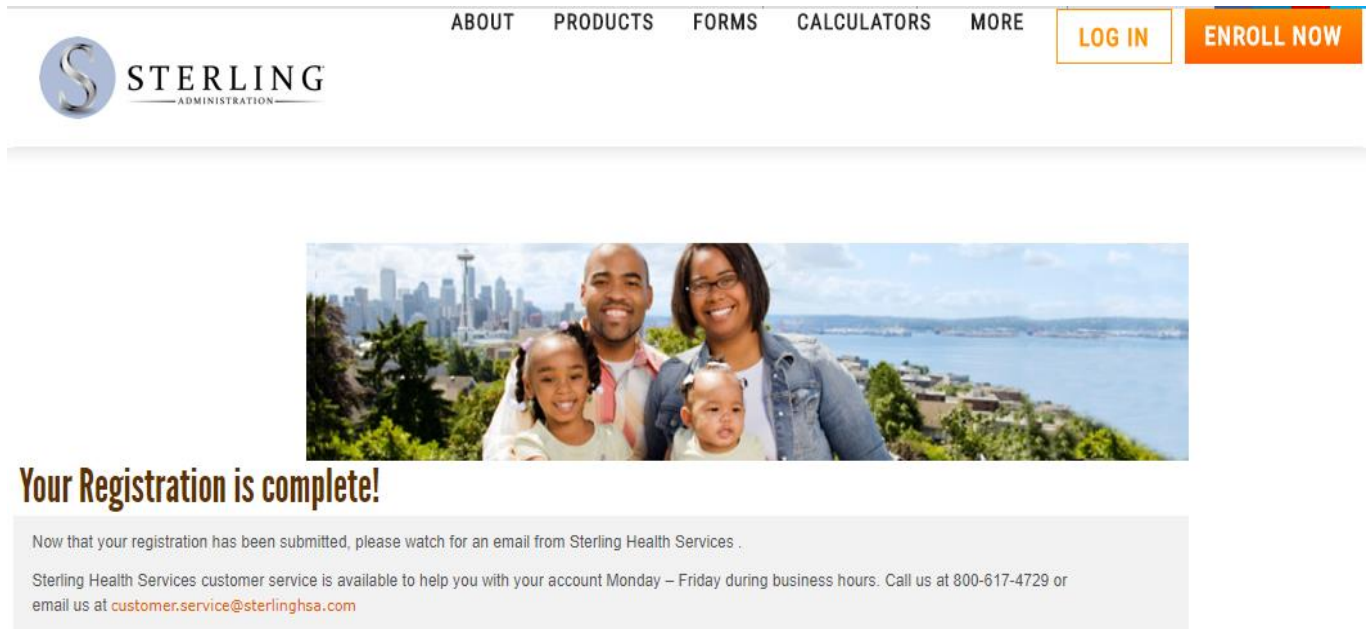 ABOUT PRODUCTS FORMS CALCULATORS MORE LOG IN ENROLL NOW
S STERLING
ADMINISTRATION
Your Registration is complete!
Now that your registration has been submitted, please watch for an email from Sterling Health Services .
Sterling Health Services customer service is available to help you with your account Monday – Friday during business hours. Call us at 800-617-4729 or
email us at customer.service@sterlinghsa.com